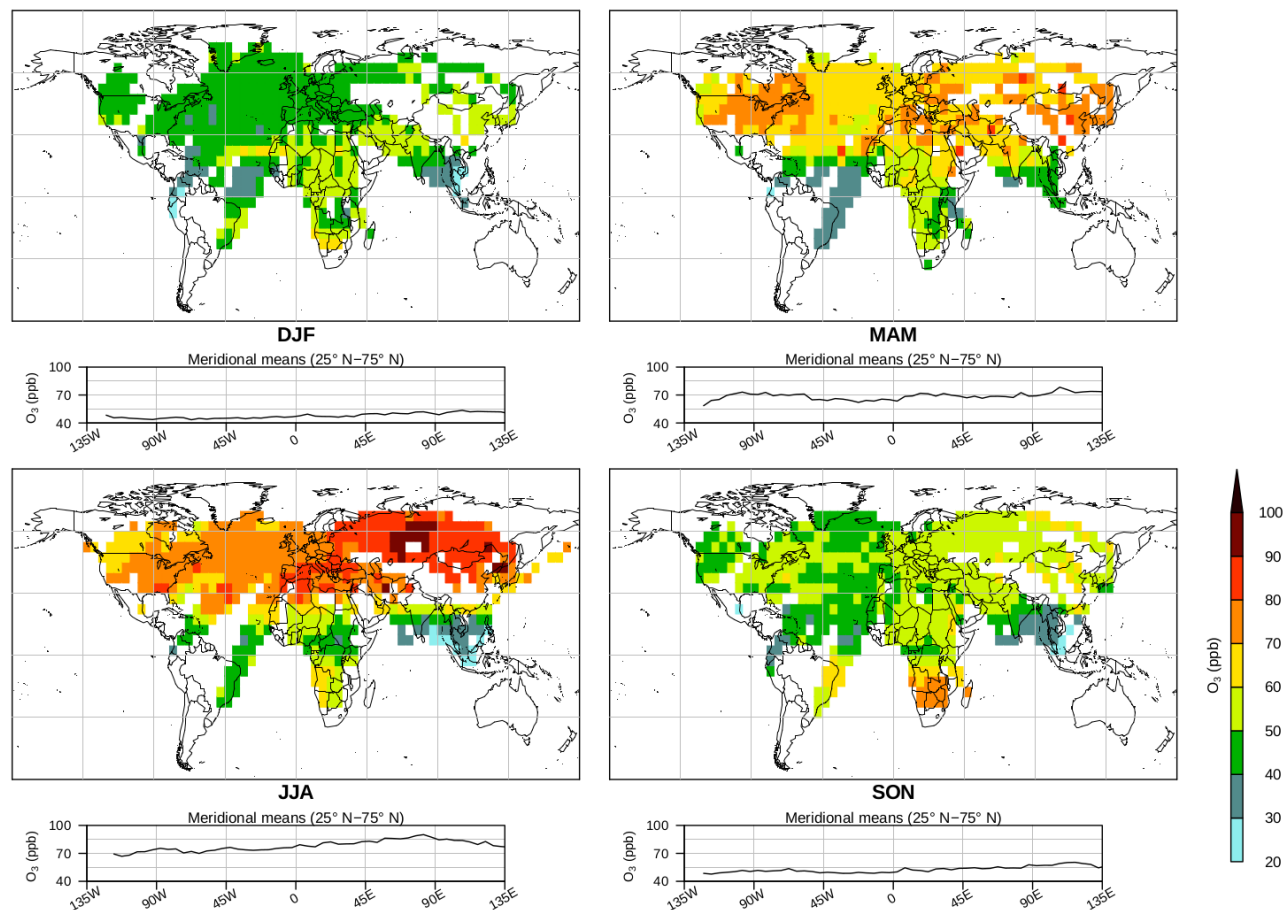 DJF
MAM
Meridional means (25° N−75° N)
Meridional means (25° N−75° N)
O3 (ppb)
100
70
40
135W 90W 45W 0 45E 90E 135E
O3 (ppb)
100
70
40
135W 90W 45W 0 45E 90E 135E
JJA
SON
Meridional means (25° N−75° N)
Meridional means (25° N−75° N)
O3 (ppb)
100
70
40
135W 90W 45W 0 45E 90E 135E
O3 (ppb)
100
70
40
135W 90W 45W 0 45E 90E 135E
O3 (ppb)
100
90
80
70
60
50
40
30
20